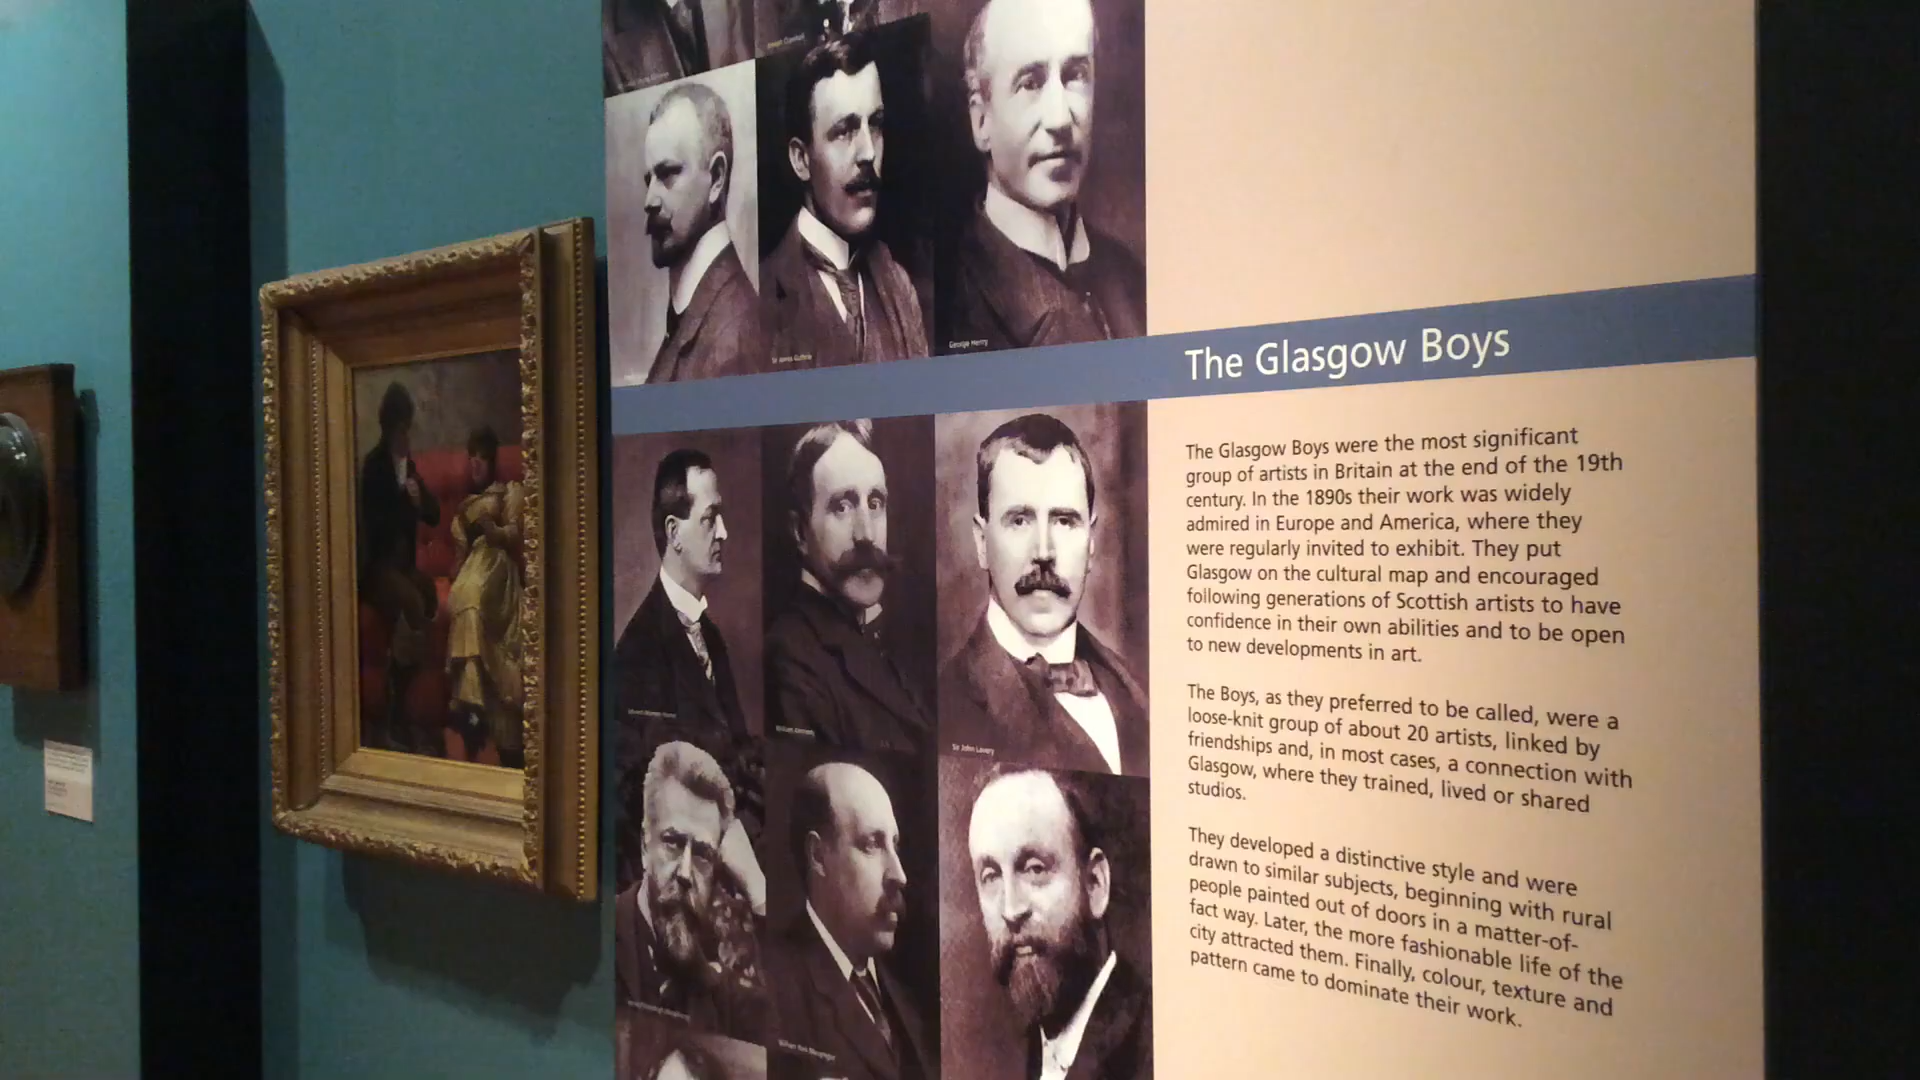 Sir James Guthrie
George Henry
The Glasgow Boys
The Glasgow Boys were the most significant
group of artists in Britain at the end of the 19th
century. In the 1890s their work was widely
admired in Europe and America, where they
were regularly invited to exhibit. They put
Glasgow on the cultural map and encouraged
following generations of Scottish artists to have
confidence in their own abilities and to be open
to new developments in art.
The Boys, as they preferred to be called, were a
loose-knit group of about 20 artists, linked by
friendships and, in most cases, a connection with
Glasgow, where they trained, lived or shared
studios.
They developed a distinctive style and were
drawn to similar subjects, beginning with rural
people painted out of doors in a matter-of-
fact way. Later, the more fashionable life of the
city attracted them. Finally, colour, texture and
pattern came to dominate their work.
William Kennedy
Sir John Lavery
William York Macgregor